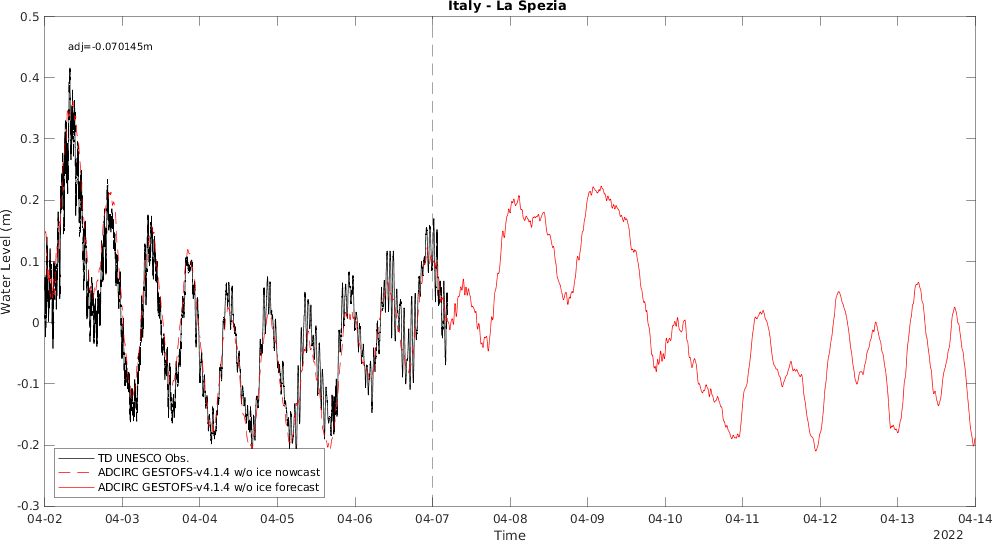 Italy - La Spezia
adj=-0.070145m
Water Level (m)
0.5
0.4
0.3
0.2
0.1
0
-0.1
-0.2
-0.3
TD UNESCO Obs.
ADCIRC GESTOFS-v4.1.4 w/o ice nowcast
ADCIRC GESTOFS-v4.1.4 w/o ice forecast
04-02 04-03 04-04 04-05 04-06 04-07 04-08 04-09 04-10 04-11 04-12 04-13 04-14
Time
2022